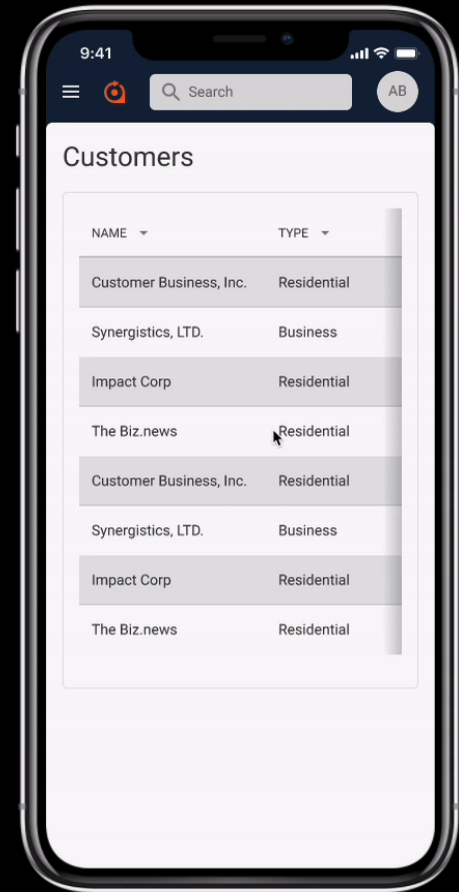 9:41
Search
AB
Customers
NAME TYPE
Customer Business, Inc. Residential
Synergistics, LTD. Business
Impact Corp Residential
The Biz.news Residential
Customer Business, Inc. Residential
Synergistics, LTD. Business
Impact Corp Residential
The Biz.news Residential